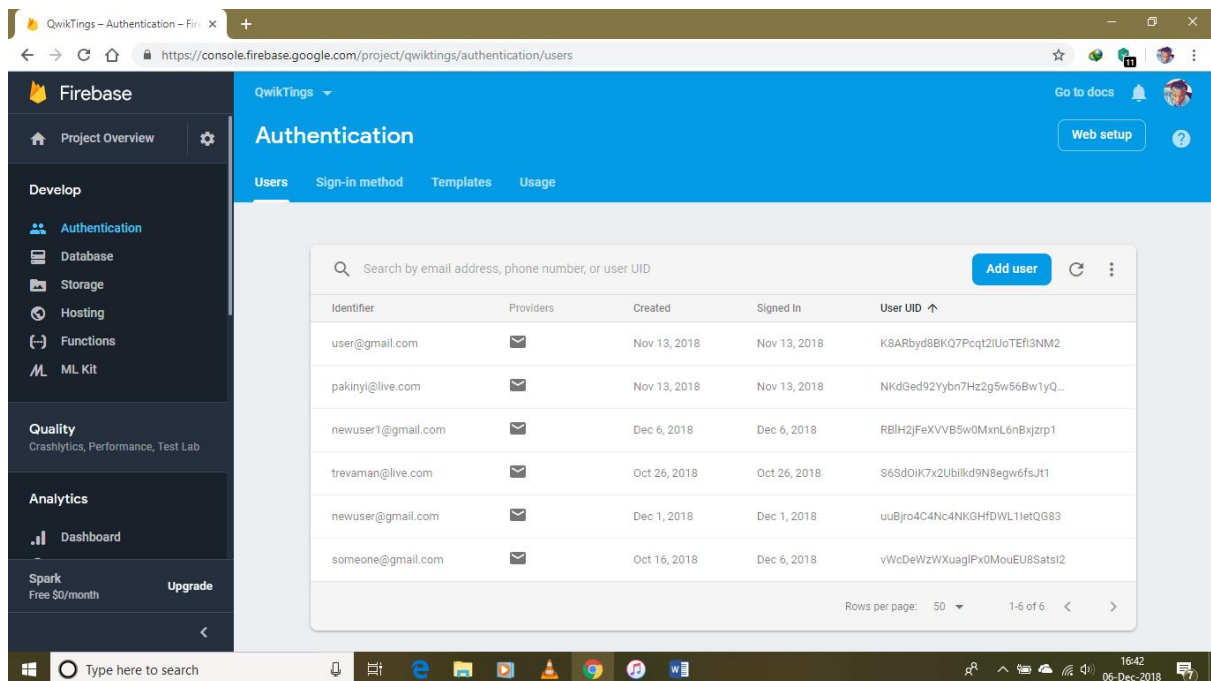 QwikTings – Authentication – Fir
https://console.firebase.google.com/project/qwiktings/authentication/users
11
Firebase
QwikTings
Go to docs
Project Overview
Authentication
Web setup
Develop
Users Sign-in method Templates Usage
Authentication
Database
Storage
Hosting
Functions
ML Kit
Search by email address, phone number, or user UID
Add user
Identifier Providers Created Signed In User UID
user@gmail.com Nov 13, 2018 Nov 13, 2018 K8ARbyd8BKQ7Pcqt2IUoTEfI3NM2
pakinyi@live.com Nov 13, 2018 Nov 13, 2018 NKdGed92Yybn7Hz2g5w56Bw1yQ...
newuser1@gmail.com Dec 6, 2018 Dec 6, 2018 RBlH2jFeXVVB5w0MxnL6nBxjzrp1
trevaman@live.com Oct 26, 2018 Oct 26, 2018 S6SdOiK7x2Ubilkd9N8egw6fsJt1
newuser@gmail.com Dec 1, 2018 Dec 1, 2018 uuBjro4C4Nc4NKGHfDWL1IetQG83
someone@gmail.com Oct 16, 2018 Dec 6, 2018 vWcDeWzWXuaglPx0MouEU8SatsI2
Rows per page: 50 1-6 of 6
Quality
Crashlytics, Performance, Test Lab
Analytics
Dashboard
Spark
Free $0/month
Upgrade
Type here to search
16:42
06-Dec-2018
7